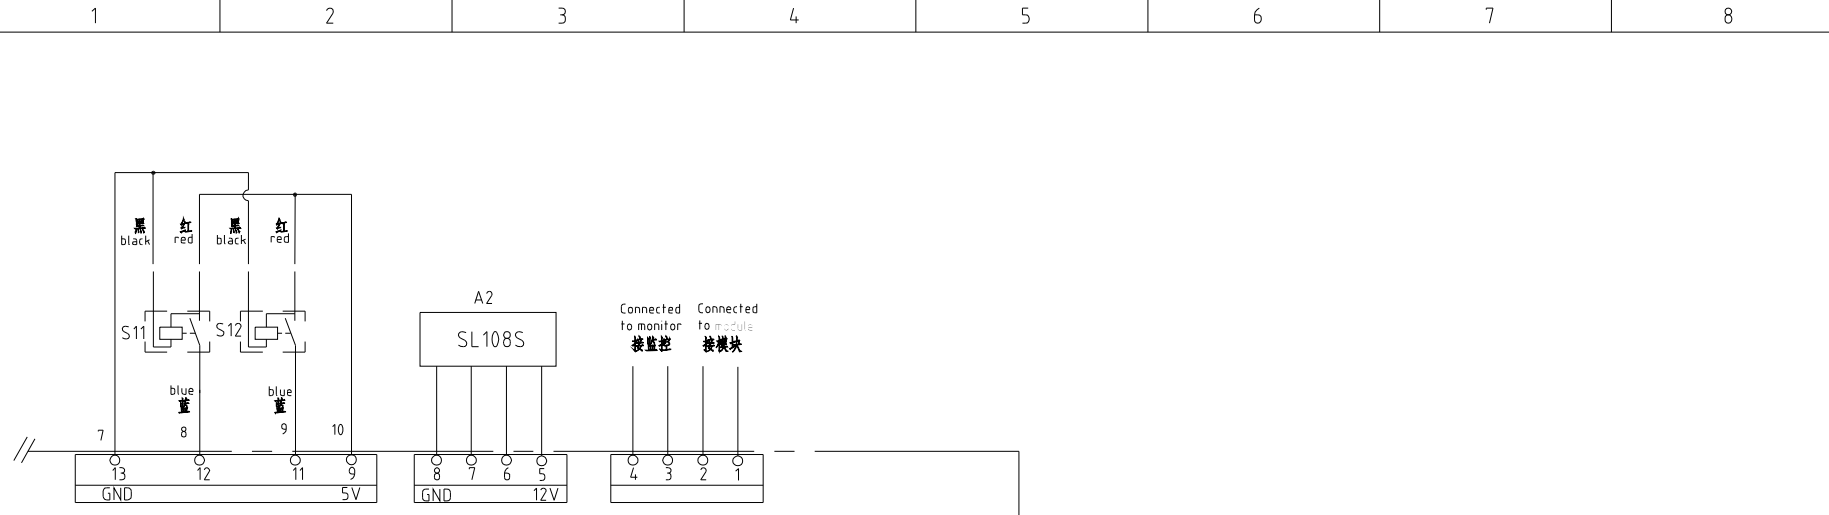 1 2 3 4 5 6 7 8
黑 红 黑 红
black red black red
A2
SL108S
Connected
to monitor
接监控
Connected
to module
接模块
S11 S12
blue blue
蓝 蓝
7 8 9 10
13 12 11 9
GND 5V
8 7 6 5
GND 12V
4 3 2 1